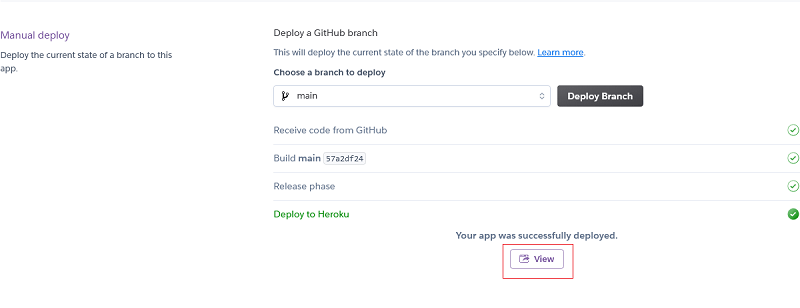 Manual deploy
Deploy the current state of a branch to this
app.
Deploy a GitHub branch
This will deploy the current state of the branch you specify below. Learn more.
Choose a branch to deploy
main
Deploy Branch
Receive code from GitHub
Build main 57a2df24
Release phase
Deploy to Heroku
Your app was successfully deployed.
View